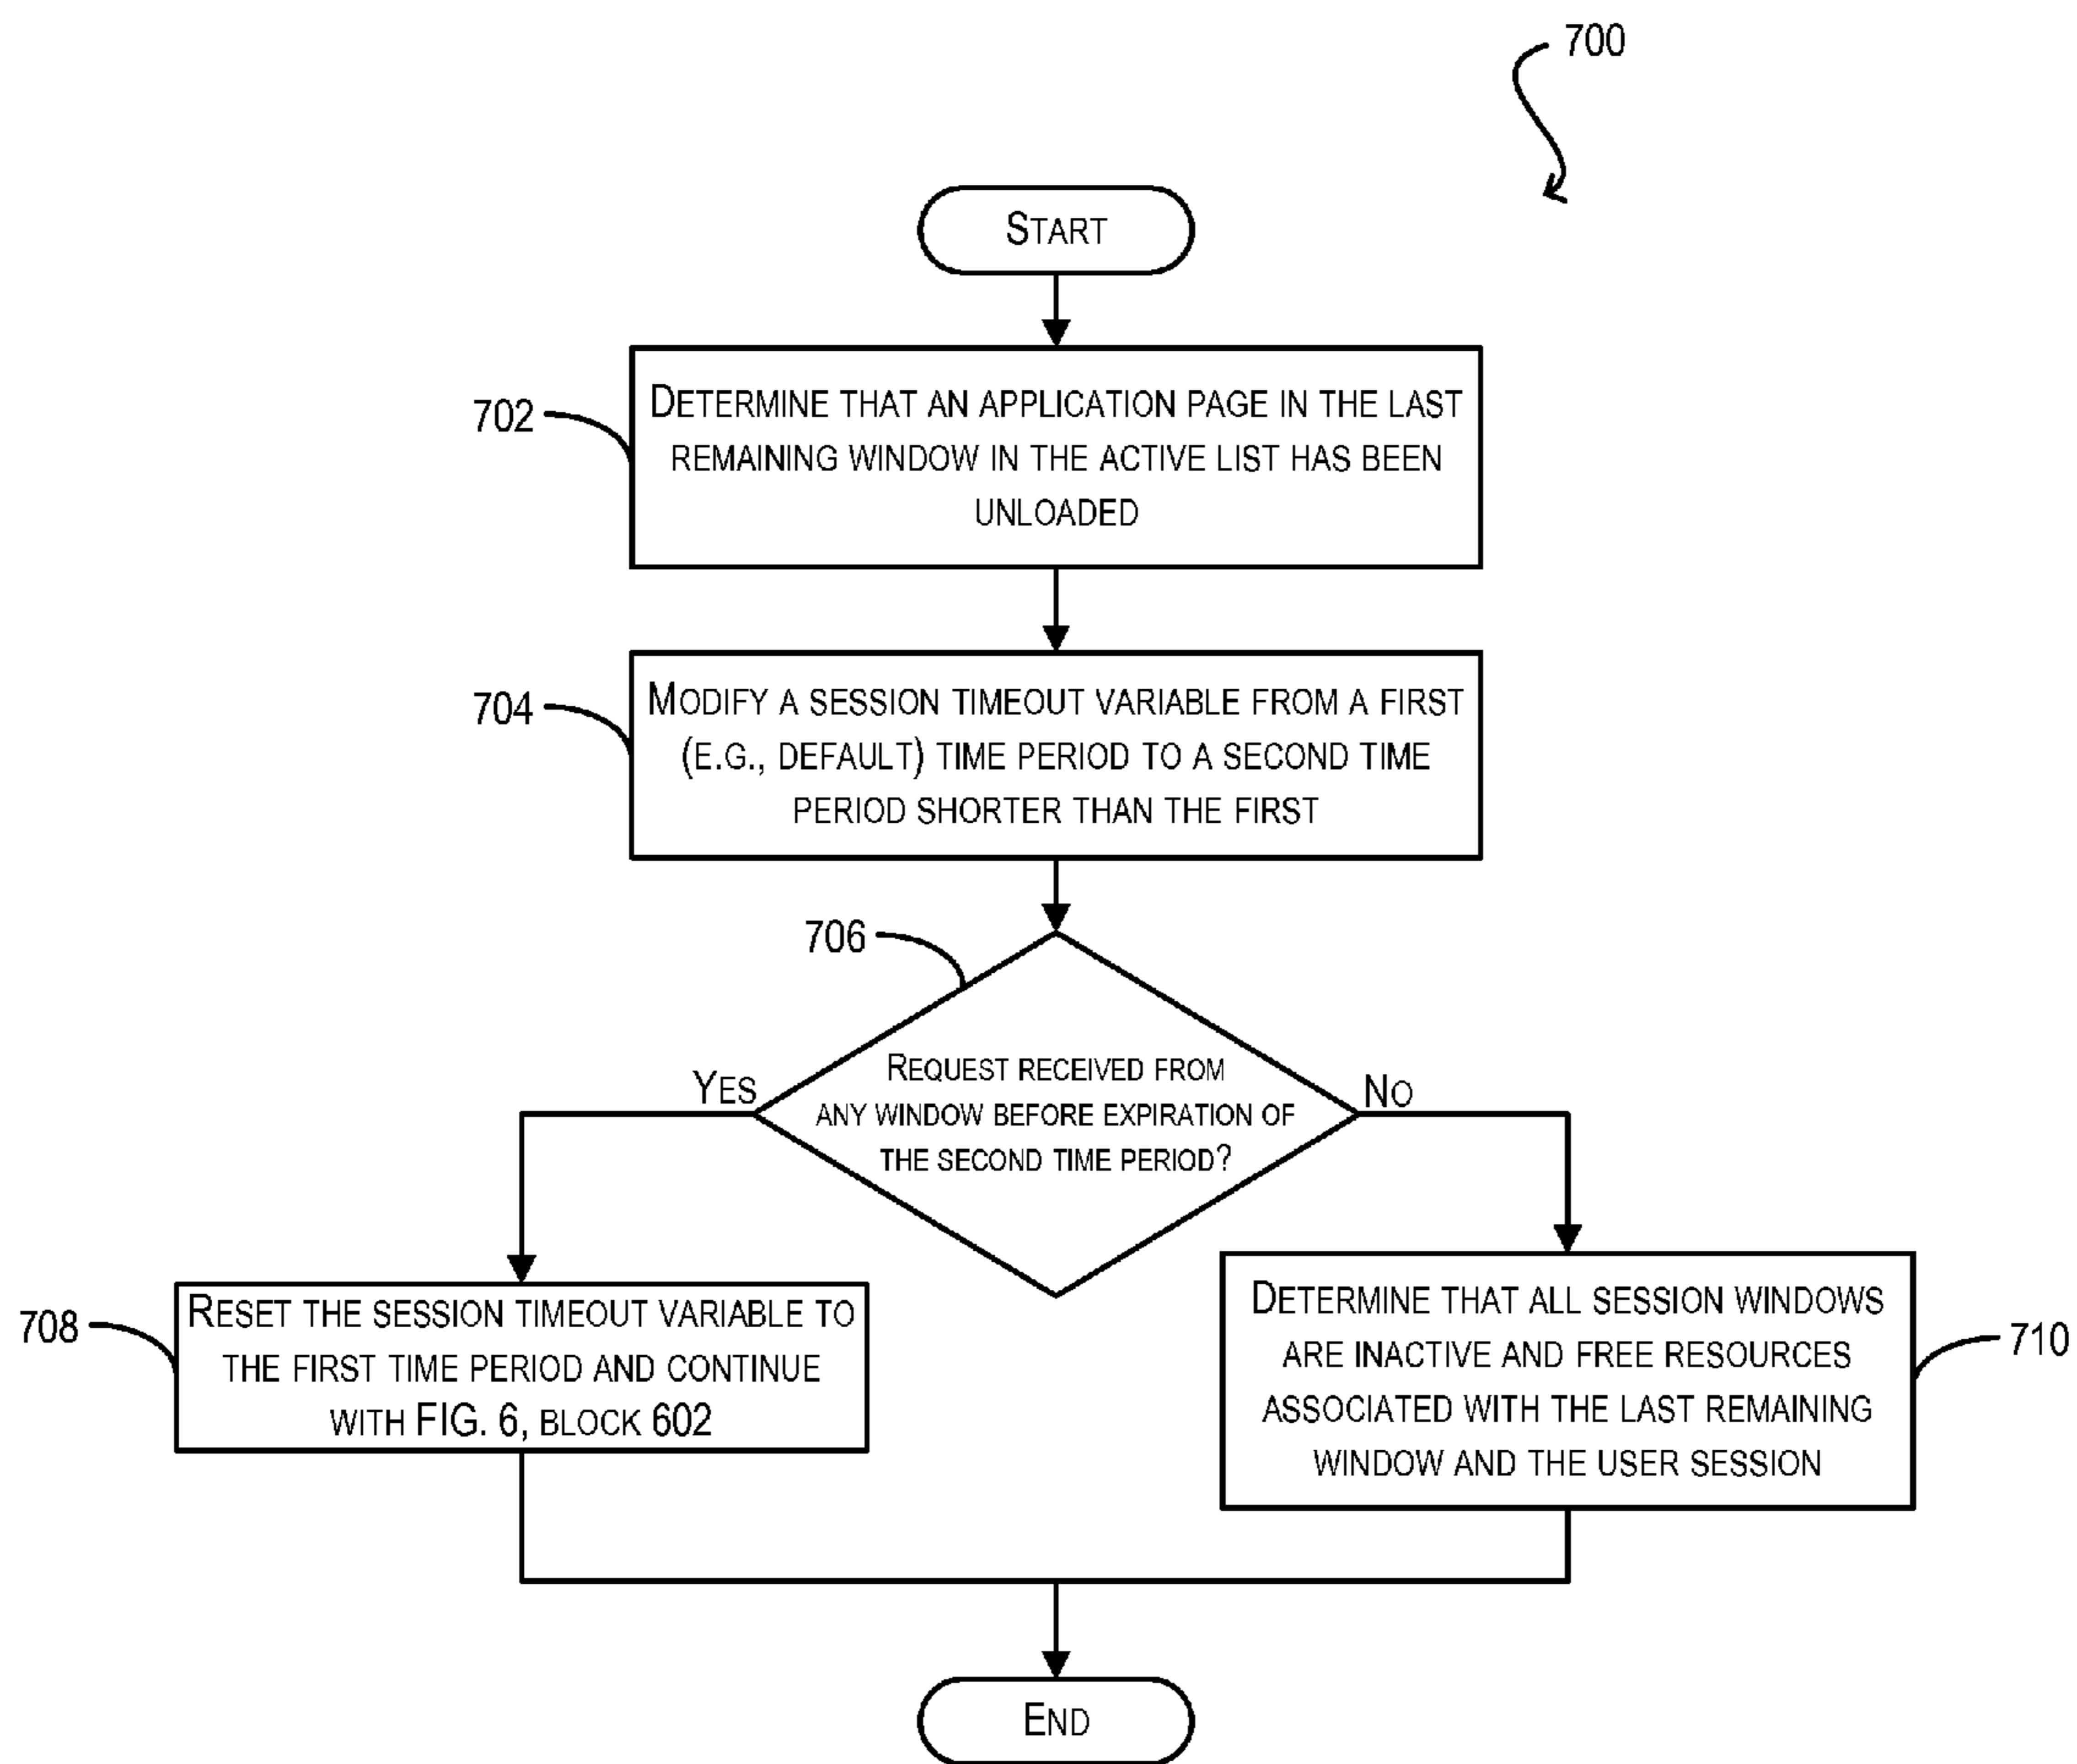 700
START
702
DETERMINE THAT AN APPLICATION PAGE IN THE LAST
REMAINING WINDOW IN THE ACTIVE LIST HAS BEEN
UNLOADED
704
MODIFY A SESSION TIMEOUT VARIABLE FROM A FIRST
(E.G., DEFAULT) TIME PERIOD TO A SECOND TIME
PERIOD SHORTER THAN THE FIRST
706
REQUEST RECEIVED FROM
ANY WINDOW BEFORE EXPIRATION OF
THE SECOND TIME PERIOD?
YES
NO
708
RESET THE SESSION TIMEOUT VARIABLE TO
THE FIRST TIME PERIOD AND CONTINUE
WITH FIG. 6, BLOCK 602
DETERMINE THAT ALL SESSION WINDOWS
ARE INACTIVE AND FREE RESOURCES
ASSOCIATED WITH THE LAST REMAINING
WINDOW AND THE USER SESSION
710
END